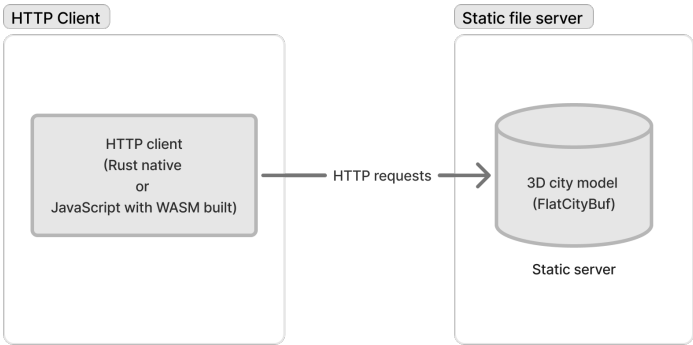 HTTP Client
Static file server
HTTP client
(Rust native
or
JavaScript with WASM built)
HTTP requests
3D city model
(FlatCityBuf)
Static server